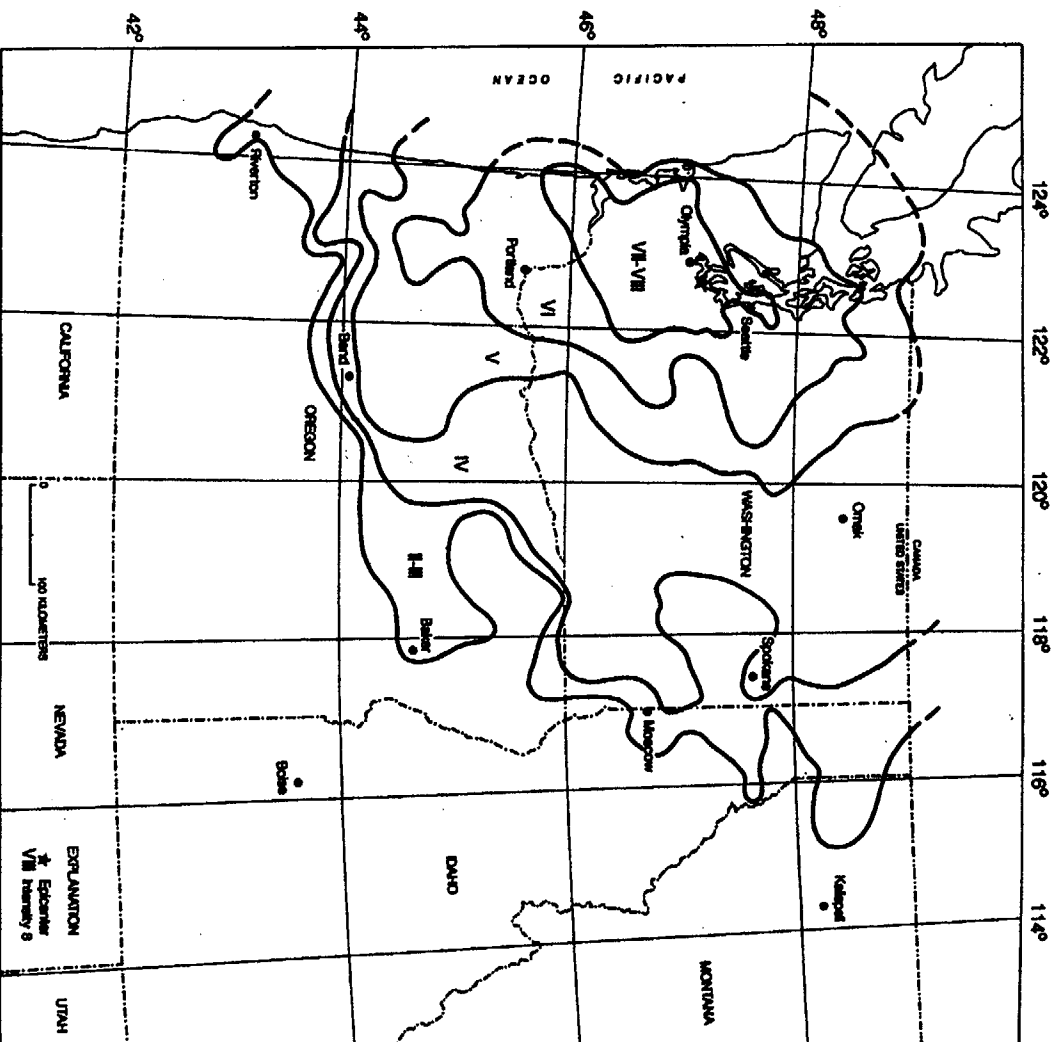 124°
122°
120°
118°
116°
114°
48°
46°
44°
42°
PACIFIC
OCEAN
CANADA
UNITED STATES
Omak
Kalispell
Seattle
Spokane
WASHINGTON
MONTANA
Olympia
Moscow
VII-VIII
VI
Portland
V
IV
IDAHO
II-III
Baker
Bend
OREGON
Boise
Riverton
CALIFORNIA
NEVADA
UTAH
0
100 KILOMETERS
EXPLANATION
Epicenter
VIII Intensity 8